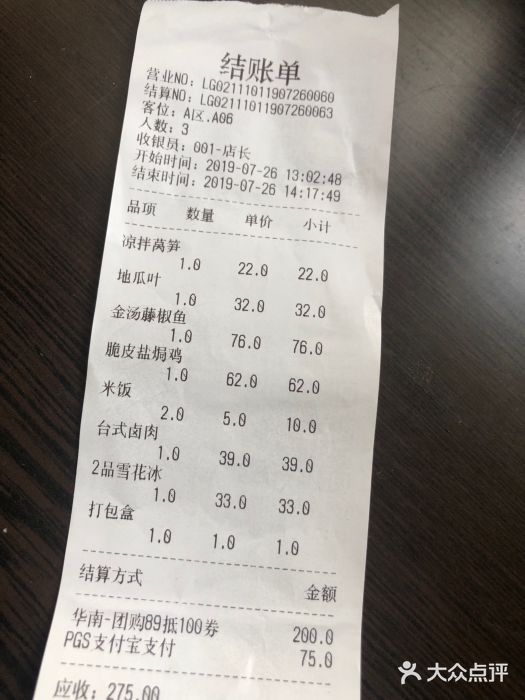 结账单
营业NO: LG02111011907260060
结算NO: LG02111011907260063
客位: A区.A06
人数: 3
收银员: 001-店长
开始时间: 2019-07-26 13:02:48
结束时间: 2019-07-26 14:17:49
品项 数量 单价 小计
凉拌莴笋
1.0 22.0 22.0
地瓜叶
1.0 32.0 32.0
金汤藤椒鱼
1.0 76.0 76.0
脆皮盐焗鸡
1.0 62.0 62.0
米饭
2.0 5.0 10.0
台式卤肉
1.0 39.0 39.0
2品雪花冰
1.0 33.0 33.0
打包盒
1.0 1.0 1.0
结算方式 金额
华南-团购89抵100券 200.0
PGS支付宝支付 75.0
应收: 275.00
大众点评